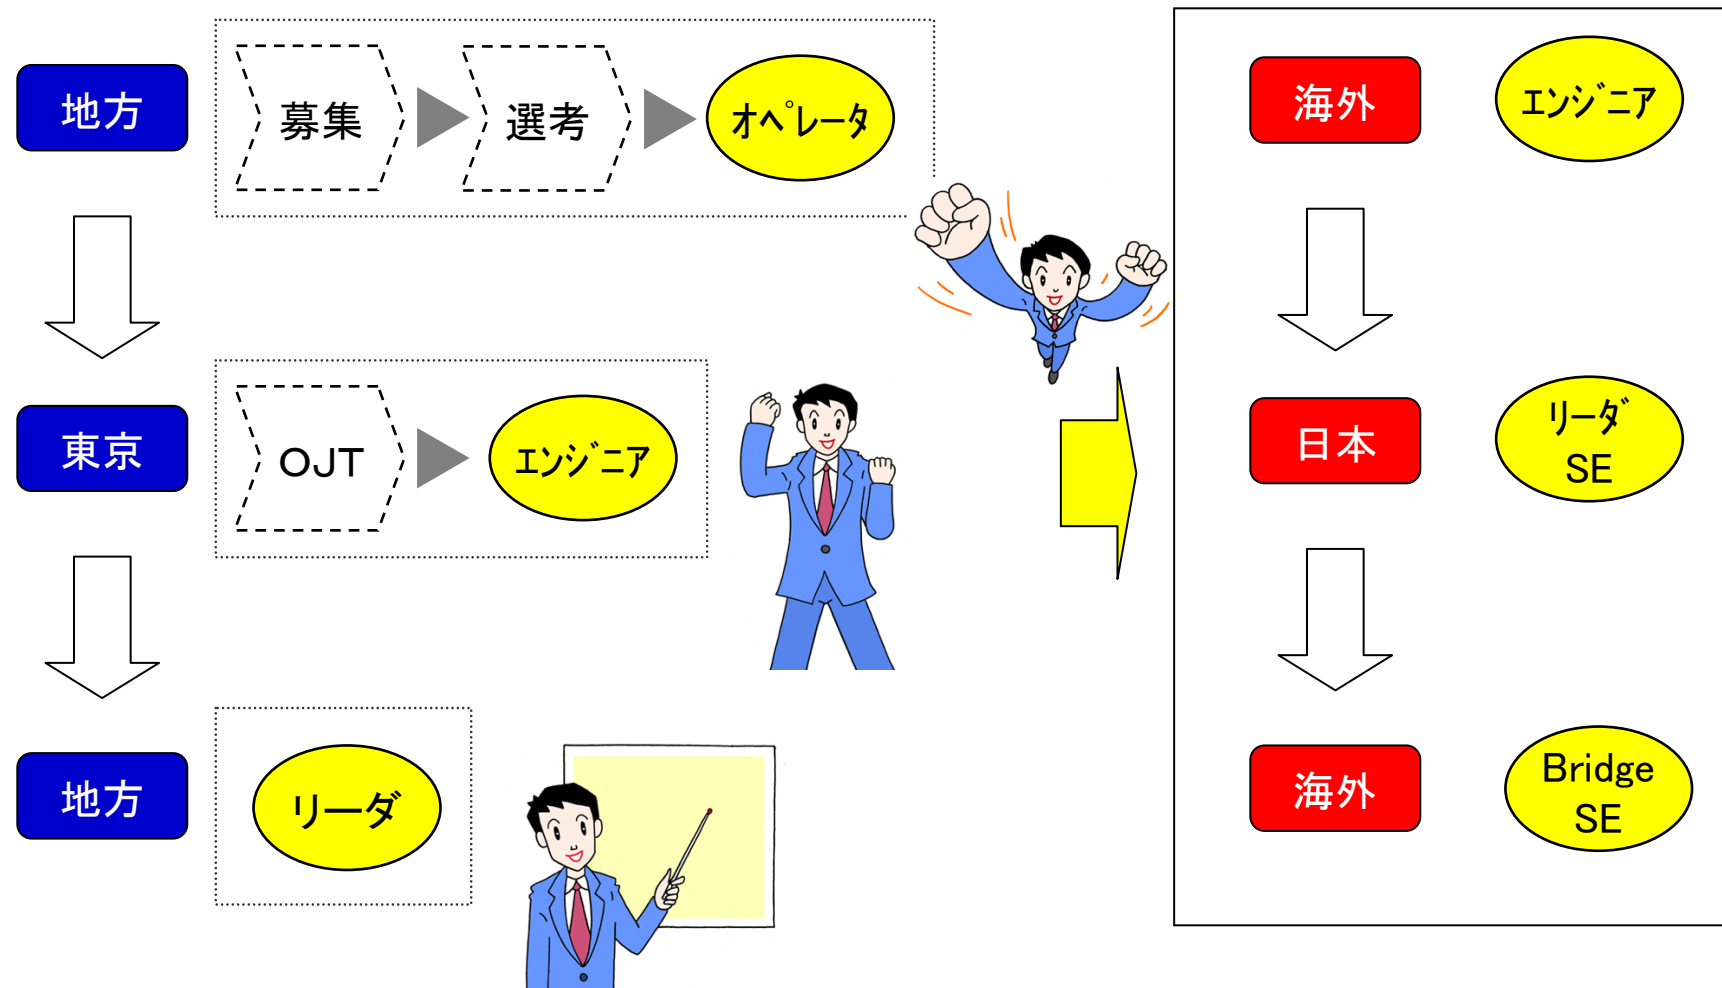 地方
募集
選考
オペレータ
東京
OJT
エンジニア
地方
リーダ
海外
エンジニア
日本
リーダ
SE
海外
Bridge
SE